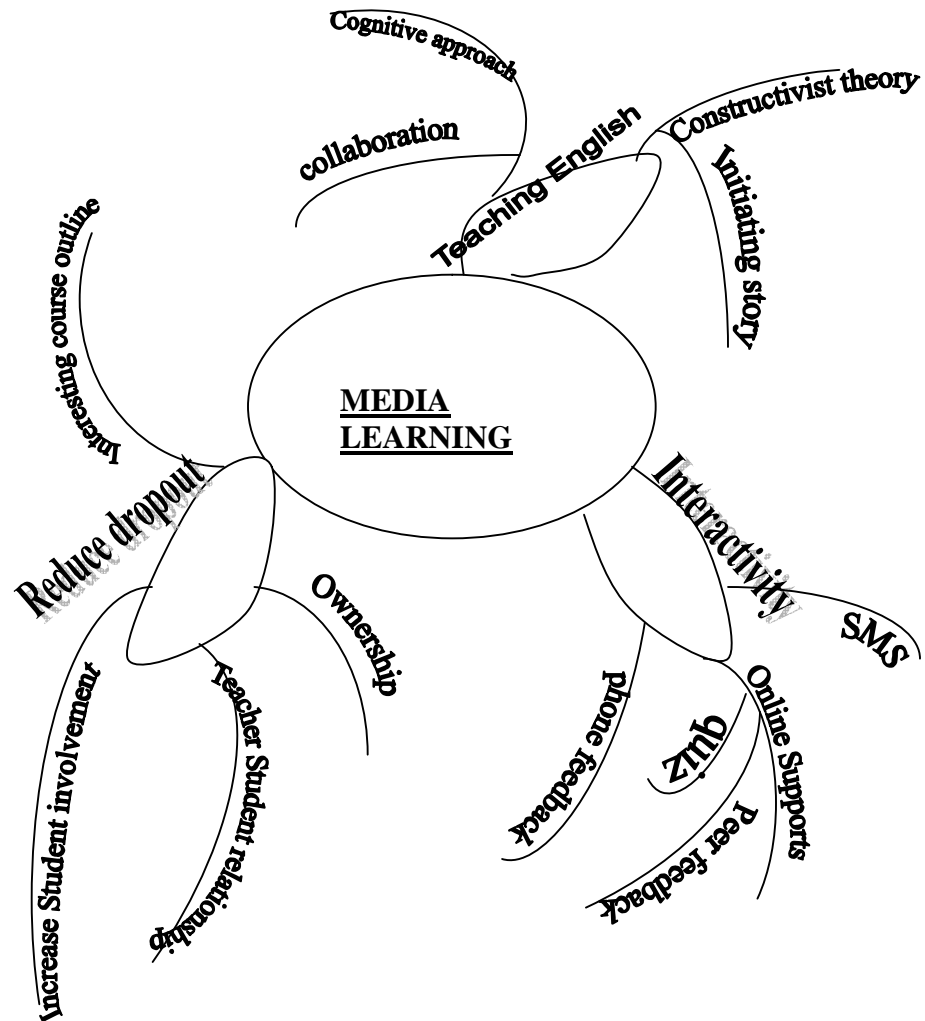 Cognitive approach
collaboration
Teaching English
Constructivist theory
Initiating story
Interesting course outline
MEDIA
LEARNING
Reduce dropout
Interactivity
Ownership
SMS
Increase Student involvement
Teacher Student relationship
phone feedback
quiz
Online Supports
Peer feedback